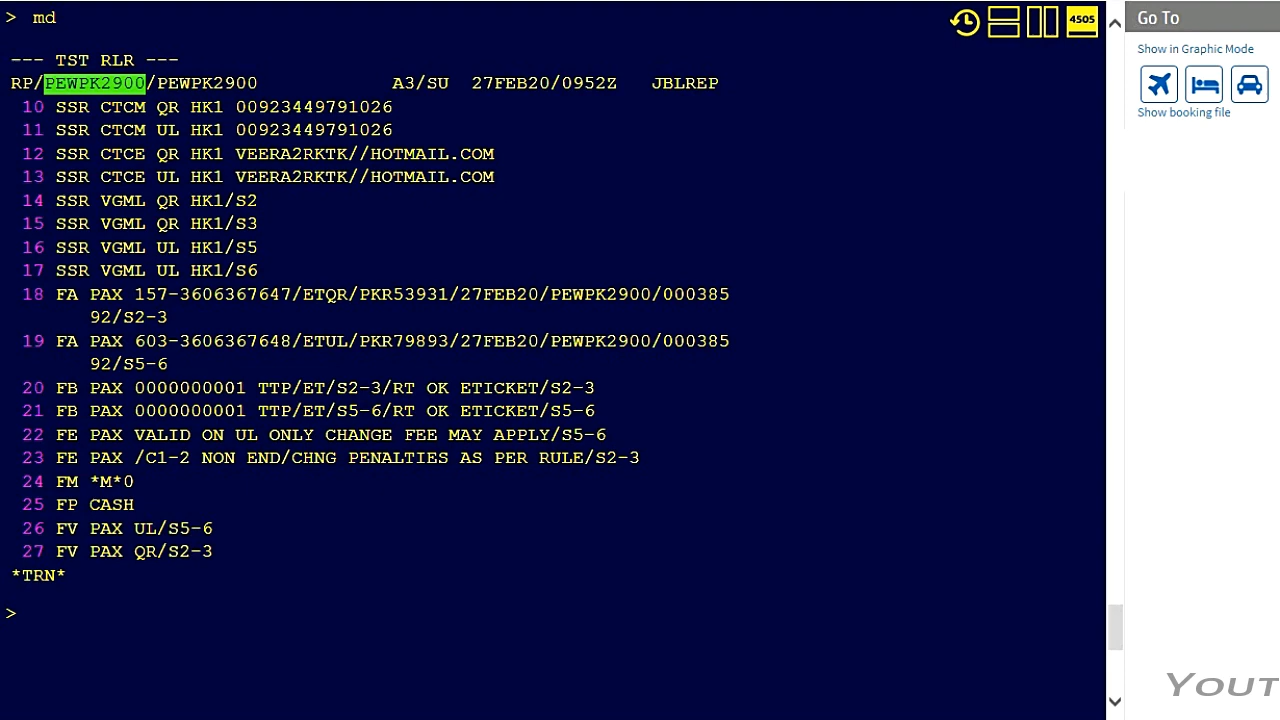 > md
4505
Go To
Show in Graphic Mode
Show booking file
--- TST RLR ---
RP/PEWPK2900/PEWPK2900 A3/SU 27FEB20/0952Z JBLREP
10 SSR CTCM QR HK1 00923449791026
11 SSR CTCM UL HK1 00923449791026
12 SSR CTCE QR HK1 VEERA2RKTK//HOTMAIL.COM
13 SSR CTCE UL HK1 VEERA2RKTK//HOTMAIL.COM
14 SSR VGML QR HK1/S2
15 SSR VGML QR HK1/S3
16 SSR VGML UL HK1/S5
17 SSR VGML UL HK1/S6
18 FA PAX 157-3606367647/ETQR/PKR53931/27FEB20/PEWPK2900/000385
92/S2-3
19 FA PAX 603-3606367648/ETUL/PKR79893/27FEB20/PEWPK2900/000385
92/S5-6
20 FB PAX 0000000001 TTP/ET/S2-3/RT OK ETICKET/S2-3
21 FB PAX 0000000001 TTP/ET/S5-6/RT OK ETICKET/S5-6
22 FE PAX VALID ON UL ONLY CHANGE FEE MAY APPLY/S5-6
23 FE PAX /C1-2 NON END/CHNG PENALTIES AS PER RULE/S2-3
24 FM *M*0
25 FP CASH
26 FV PAX UL/S5-6
27 FV PAX QR/S2-3
*TRN*
>
YOUT